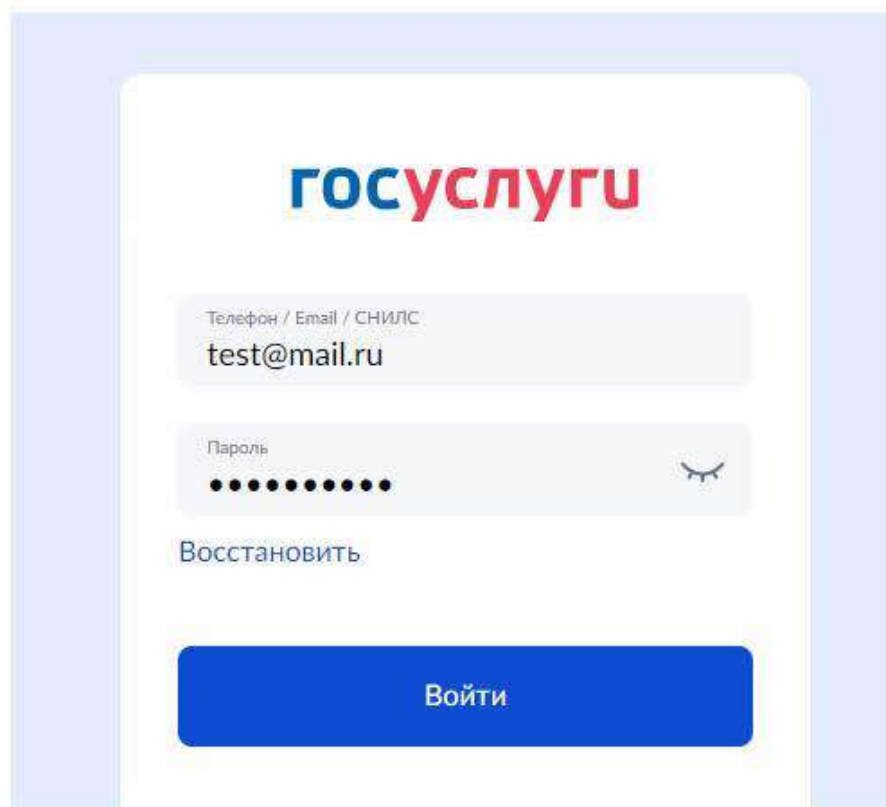 госуслуги
Телефон / Email / СНИЛС
test@mail.ru
Пароль
••••••••••
Восстановить
Войти